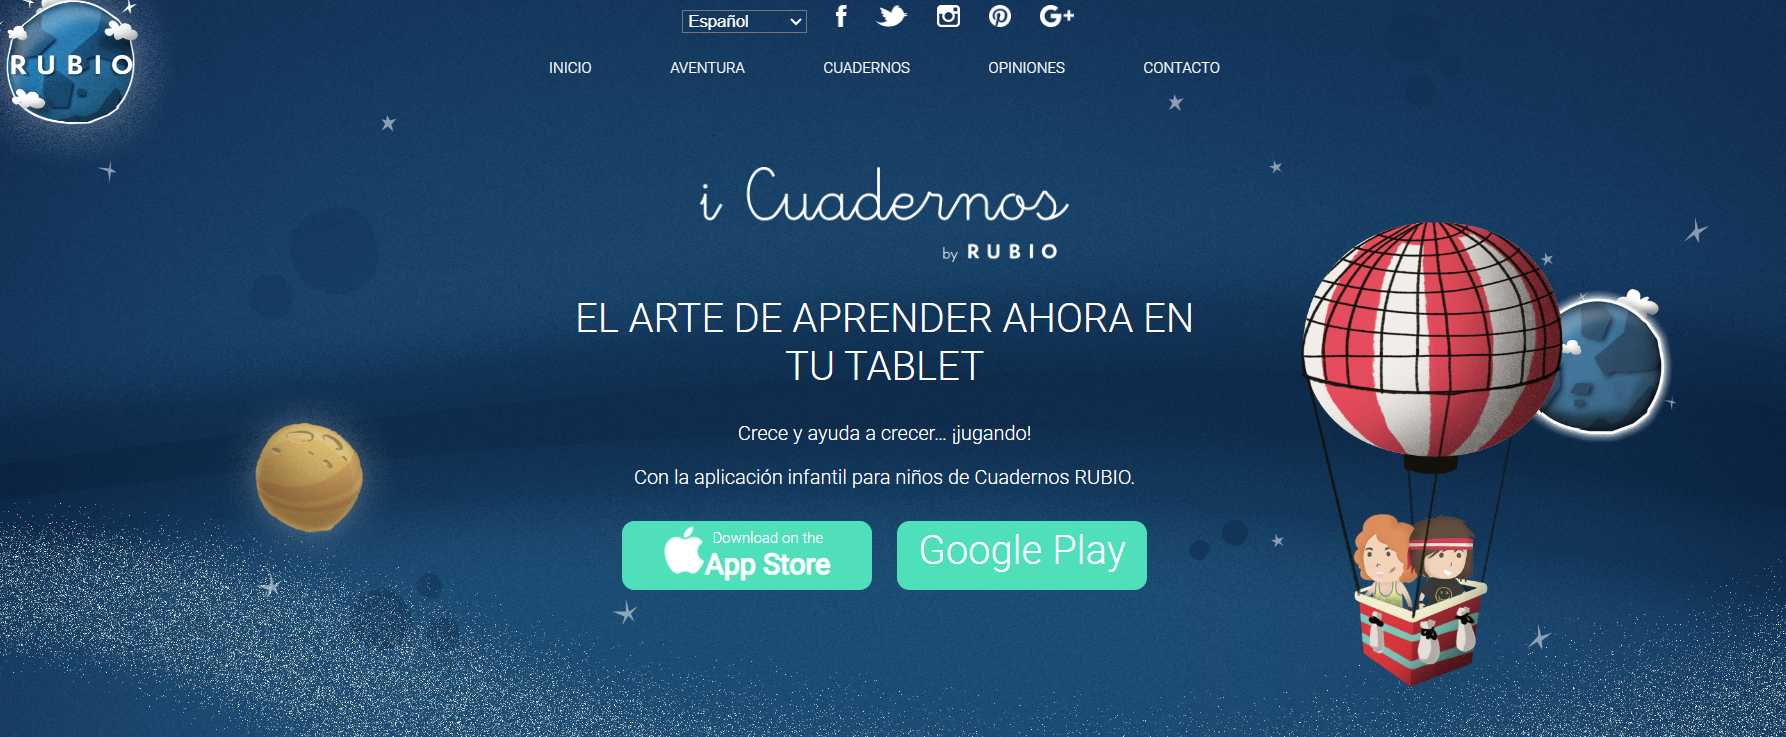 RUBIO
Español
INICIO
AVENTURA
CUADERNOS
OPINIONES
CONTACTO
i Cuadernos
by RUBIO
EL ARTE DE APRENDER AHORA EN
TU TABLET
Crece y ayuda a crecer... ¡jugando!
Con la aplicación infantil para niños de Cuadernos RUBIO.
Download on the
App Store
Google Play